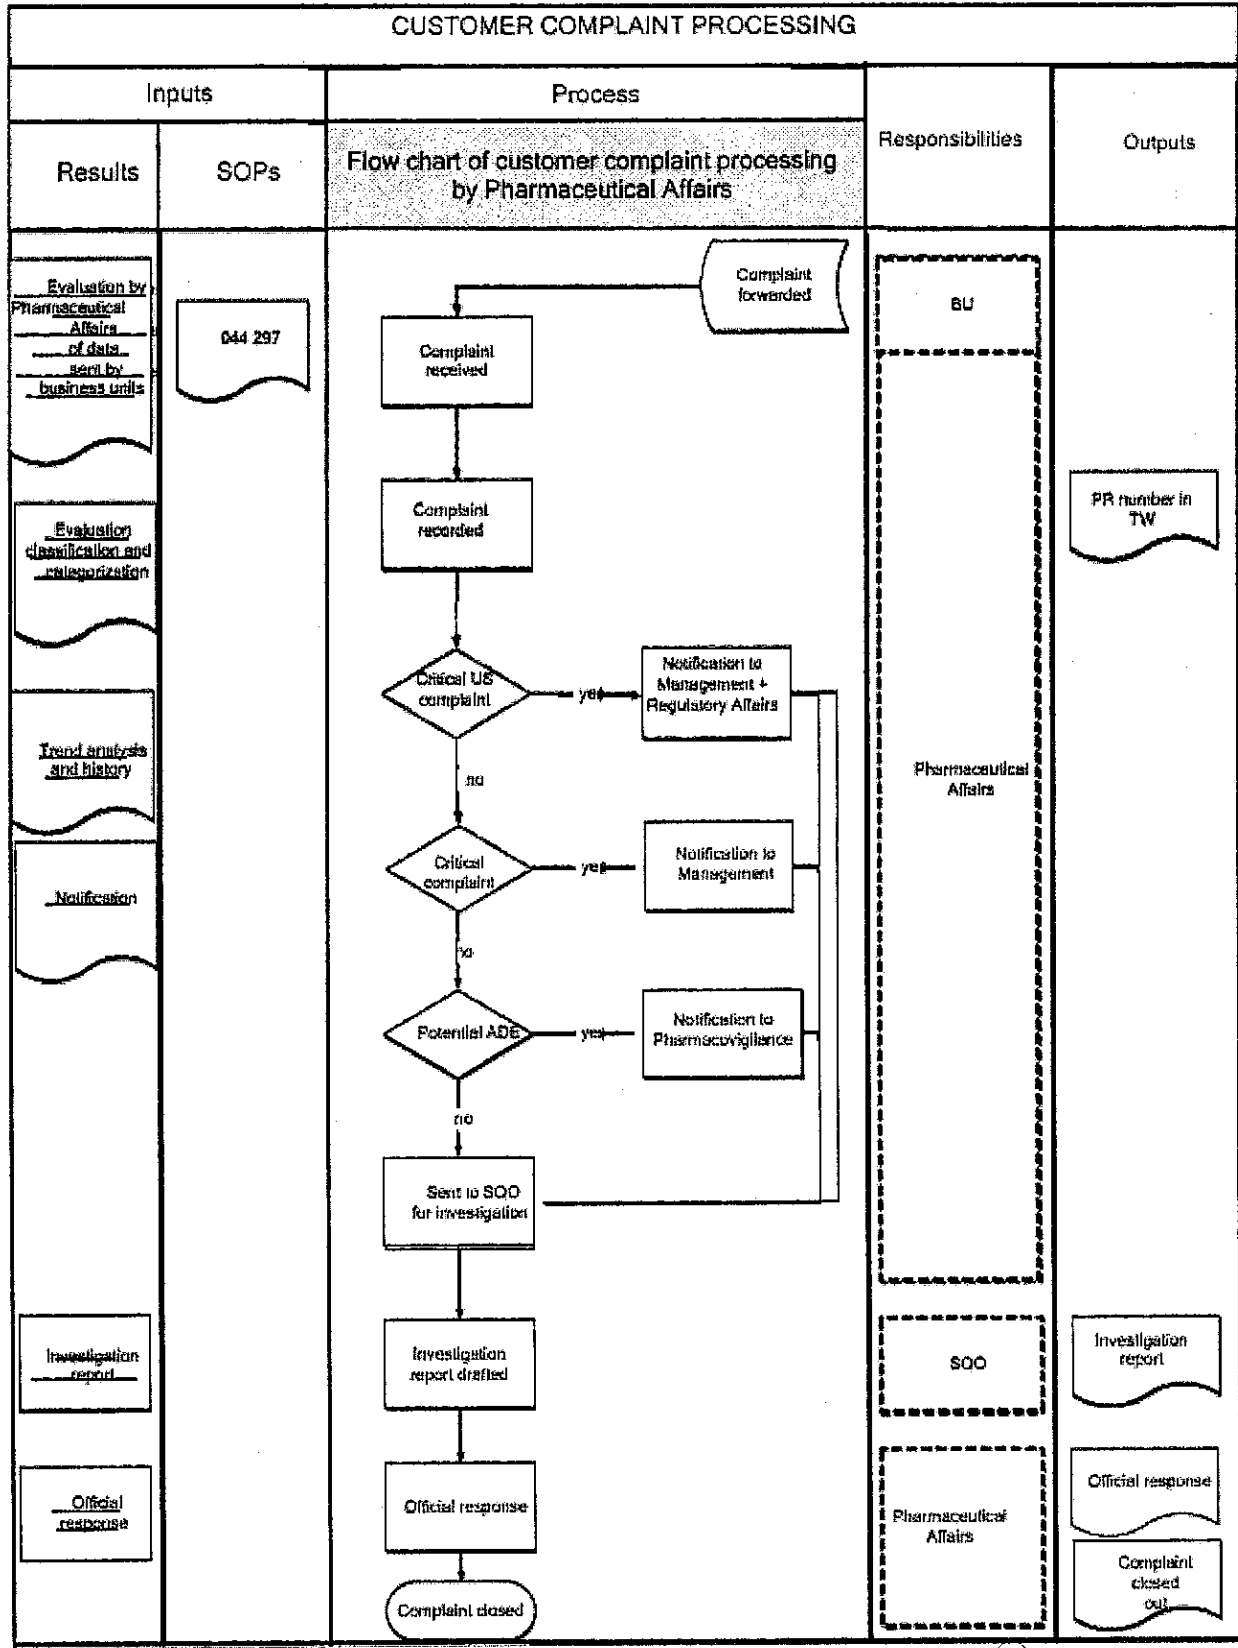 CUSTOMER COMPLAINT PROCESSING
Inputs
Process
Responsibilities
Outputs
Results
SOPs
Flow chart of customer complaint processing
by Pharmaceutical Affairs
Evaluation by
Pharmaceutical
Affairs
of data
sent by
business units
044 297
Complaint
forwarded
BU
Complaint
received
Complaint
recorded
PR number in
TW
Evaluation
classification and
categorization
Critical US
complaint
yes
Notification to
Management +
Regulatory Affairs
Trend analysis
and history
no
Pharmaceutical
Affairs
Critical
complaint
yes
Notification to
Management
Notification
no
Potential ADE
yes
Notification to
Pharmacovigilance
no
Sent to SQO
for investigation
Investigation
report
Investigation
report drafted
SQO
Investigation
report
Official
response
Official response
Pharmaceutical
Affairs
Official response
Complaint
closed
out
Complaint closed